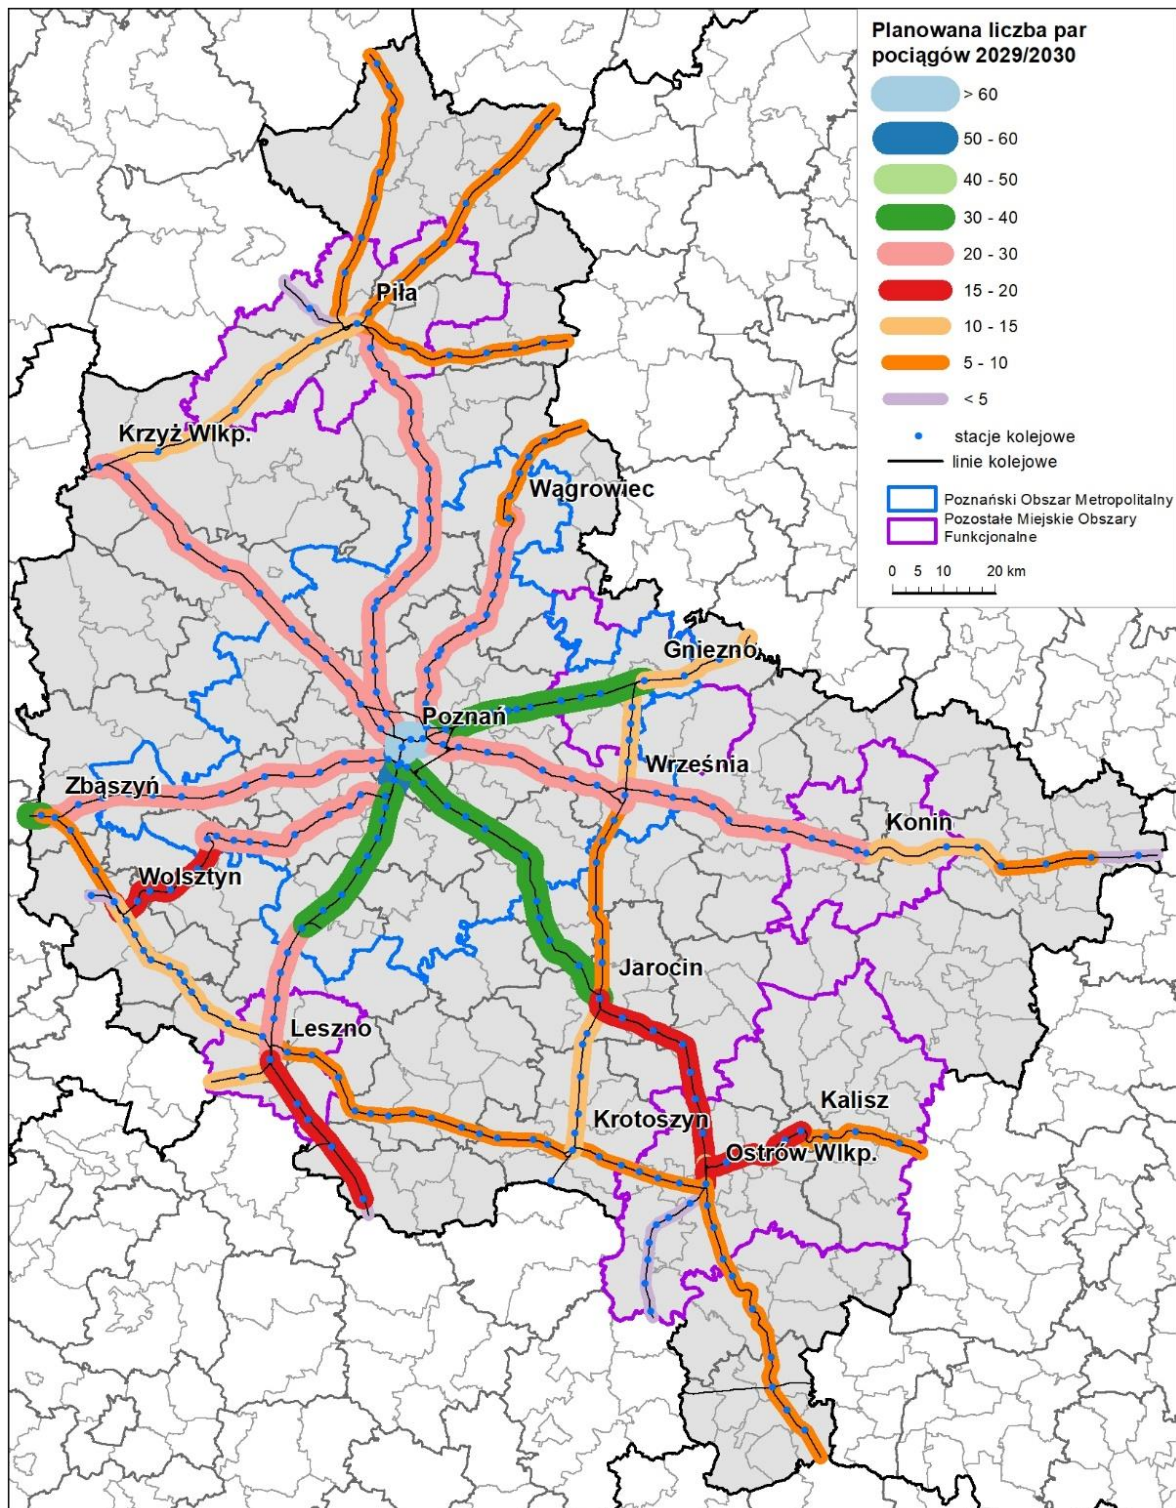 Planowana liczba par
pociągów 2029/2030
> 60
50 - 60
40 - 50
30 - 40
20 - 30
15 - 20
10 - 15
5 - 10
< 5
stacje kolejowe
linie kolejowe
Poznański Obszar Metropolitalny
Pozostałe Miejskie Obszary
Funkcjonalne
0 5 10 20 km
Piła
Krzyż Wlkp.
Wągrowiec
Gniezno
Poznań
Września
Zbąszyń
Konin
Wolsztyn
Jarocin
Leszno
Kalisz
Krotoszyn
Ostrów Wlkp.